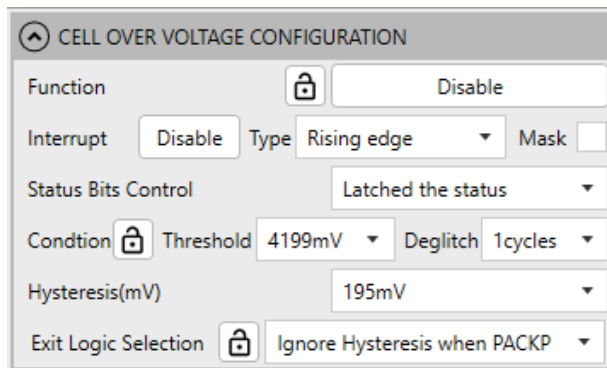 CELL OVER VOLTAGE CONFIGURATION
Function Disable
Interrupt Disable Type Rising edge Mask
Status Bits Control Latched the status
Condtion Threshold 4199mV Deglitch 1cycles
Hysteresis(mV) 195mV
Exit Logic Selection Ignore Hysteresis when PACKP